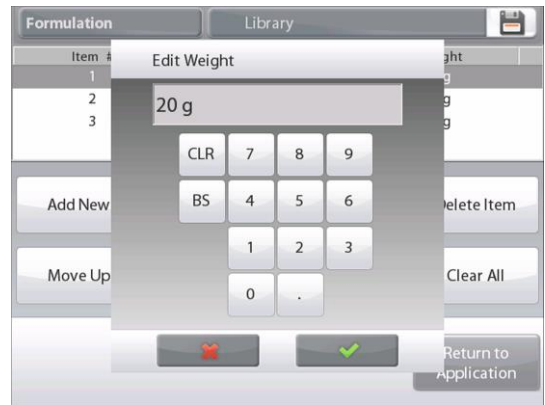 Formulation
Library
Item #
ght
1
g
2
g
3
g
Edit Weight
20 g
CLR 7 8 9
BS 4 5 6
1 2 3
0 .
Add New
elete Item
Move Up
Clear All
Return to
Application